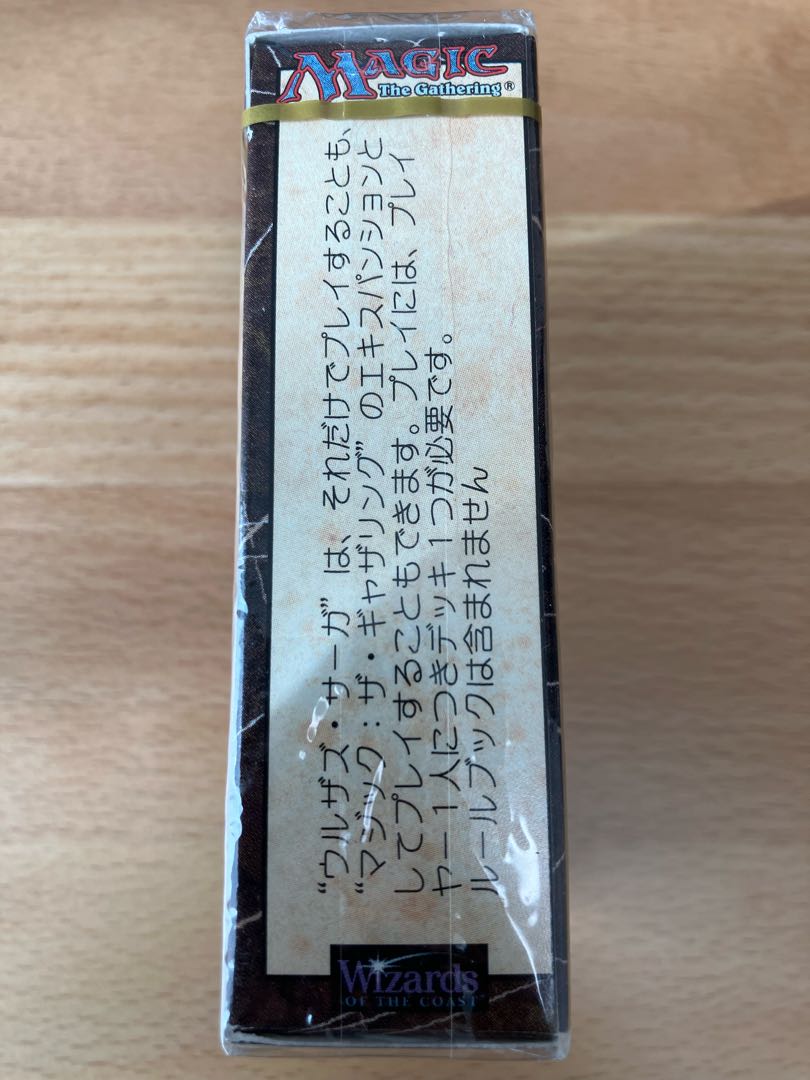 MAGIC
The Gathering®
“ウルザズ・サーガ” は、それだけでプレイすることも、
“マジック：ザ・ギャザリング” のエキスパンションと
してプレイすることもできます。プレイには、プレイ
ヤー１人につきデッキ１つが必要です。
ルールブックは含まれません
Wizards
OF THE COAST